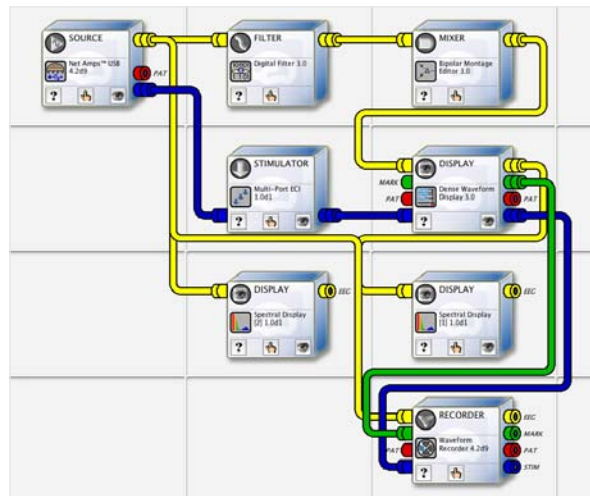 SOURCE
Net Amps™ USB
4.2d9
PAT
?
FILTER
Digital Filter 3.0
?
MIXER
Bipolar Montage
Editor 3.0
?
STIMULATOR
Multi-Port ECI
1.0d1
?
DISPLAY
MARK
Dense Waveform
Display 3.0
PAT
PAT
?
DISPLAY
EEG
Spectral Display
[2] 1.0d1
?
DISPLAY
EEG
Spectral Display
[1] 1.0d1
?
RECORDER
EEG
MARK
Waveform
Recorder 4.2d9
PAT
PAT
STIM
?